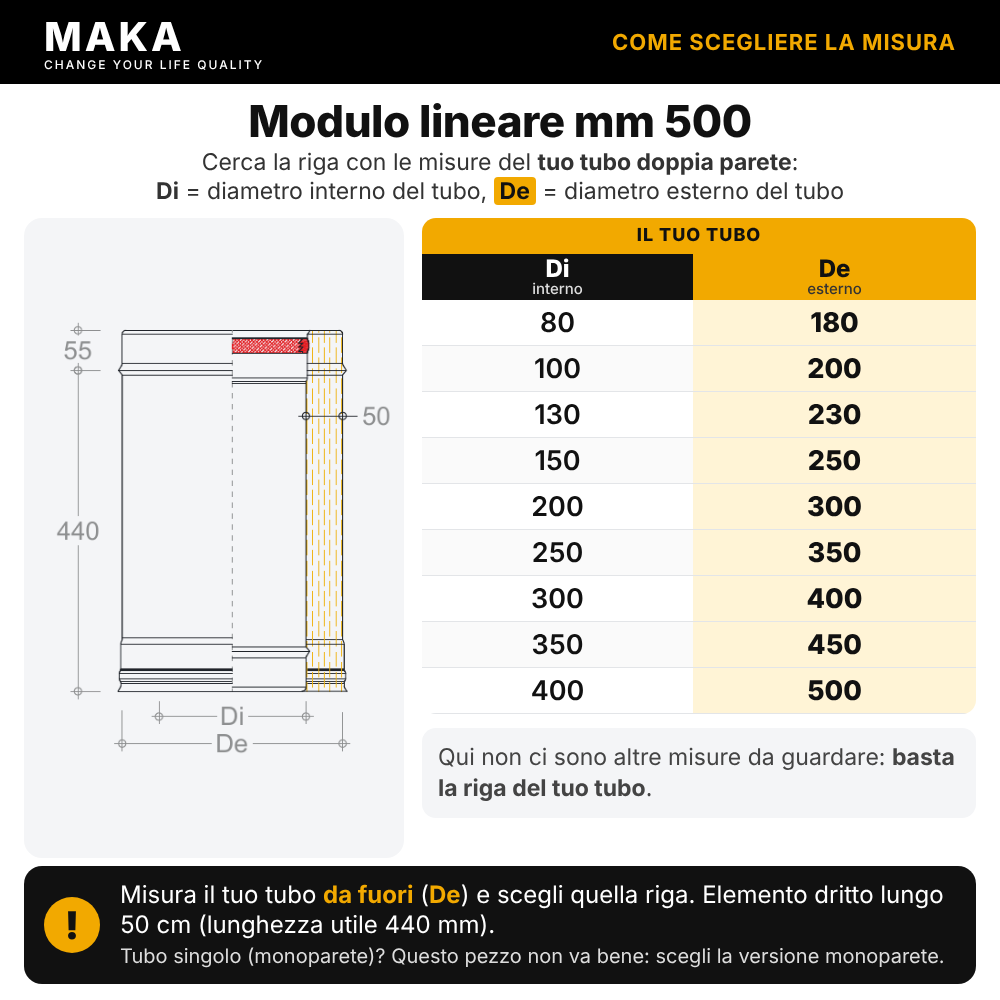 MAKA
CHANGE YOUR LIFE QUALITY
COME SCEGLIERE LA MISURA
Modulo lineare mm 500
Cerca la riga con le misure del tuo tubo doppia parete:
Di = diametro interno del tubo, De = diametro esterno del tubo
55
50
440
Di
De
IL TUO TUBO
Di De
interno esterno
80 180
100 200
130 230
150 250
200 300
250 350
300 400
350 450
400 500
Qui non ci sono altre misure da guardare: basta
la riga del tuo tubo.
!
Misura il tuo tubo da fuori (De) e scegli quella riga. Elemento dritto lungo
50 cm (lunghezza utile 440 mm).
Tubo singolo (monoparete)? Questo pezzo non va bene: scegli la versione monoparete.